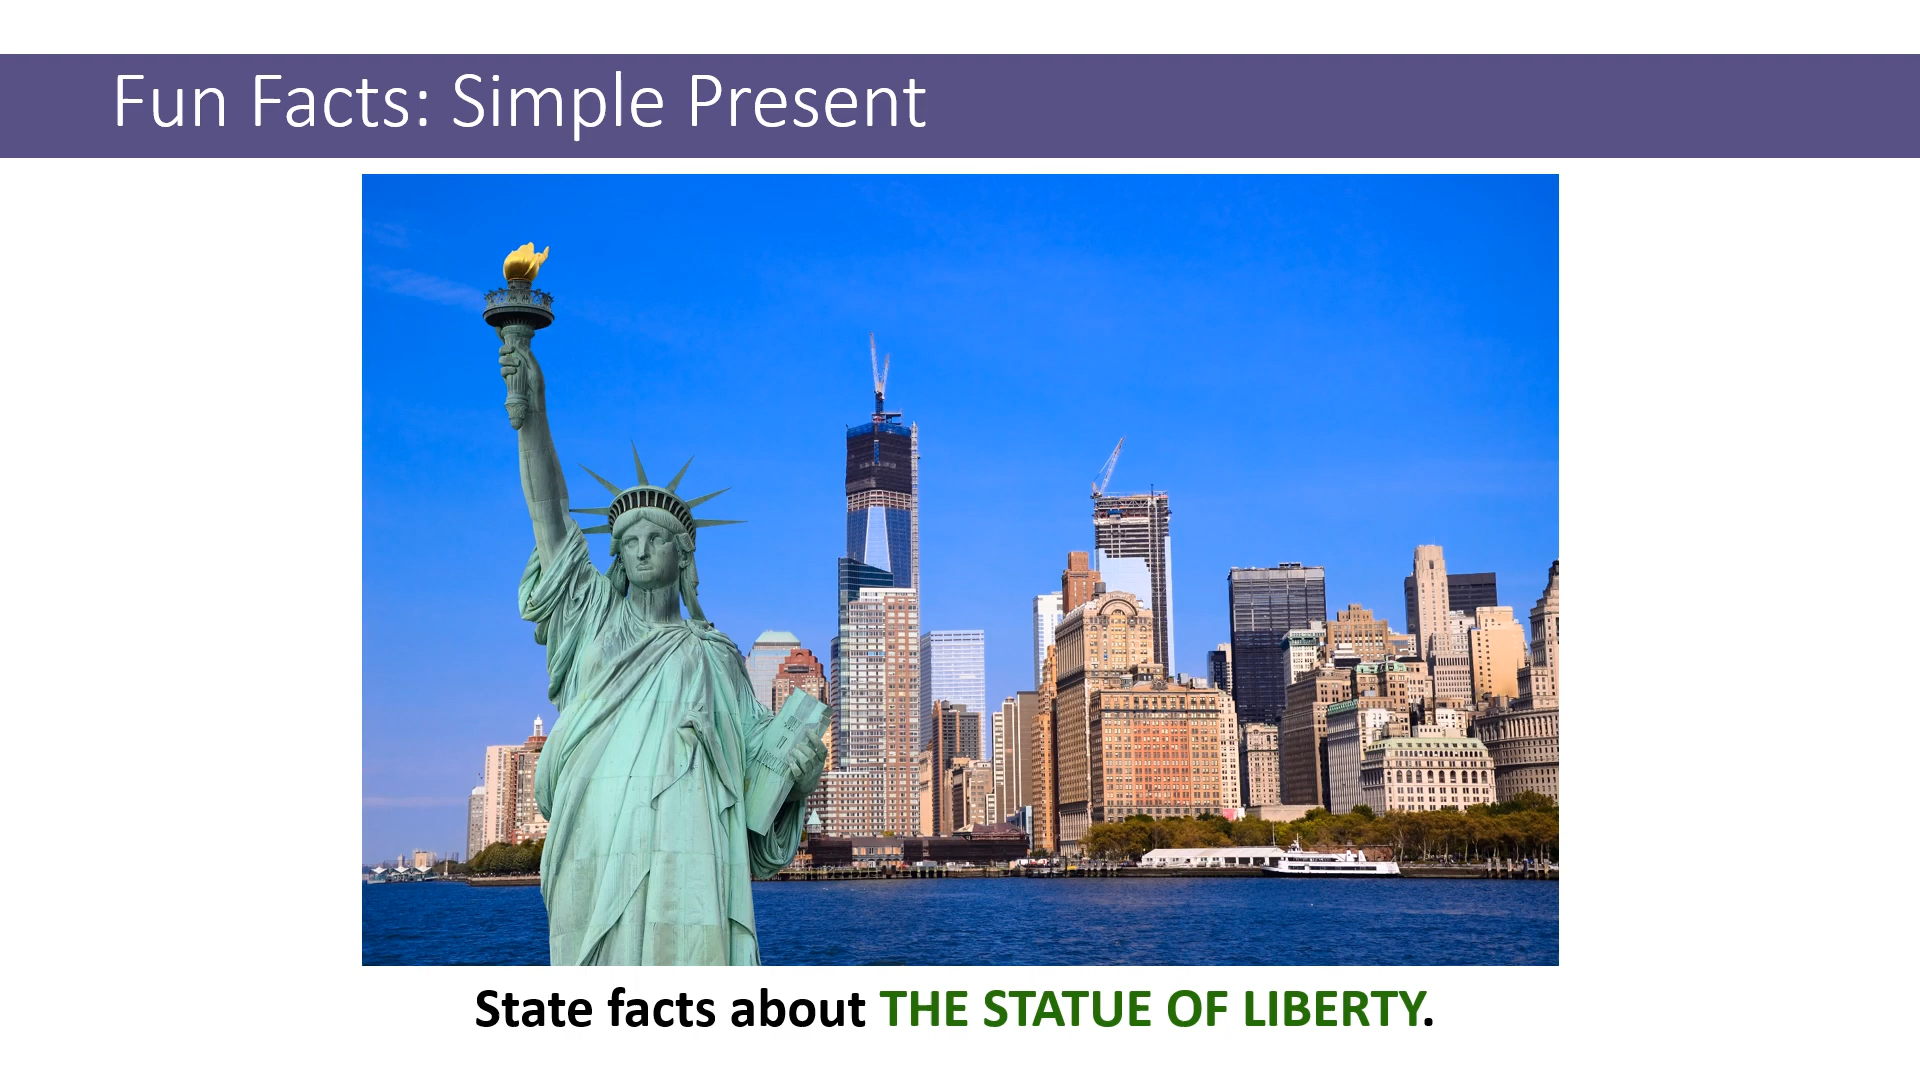 Fun Facts: Simple Present
State facts about THE STATUE OF LIBERTY.